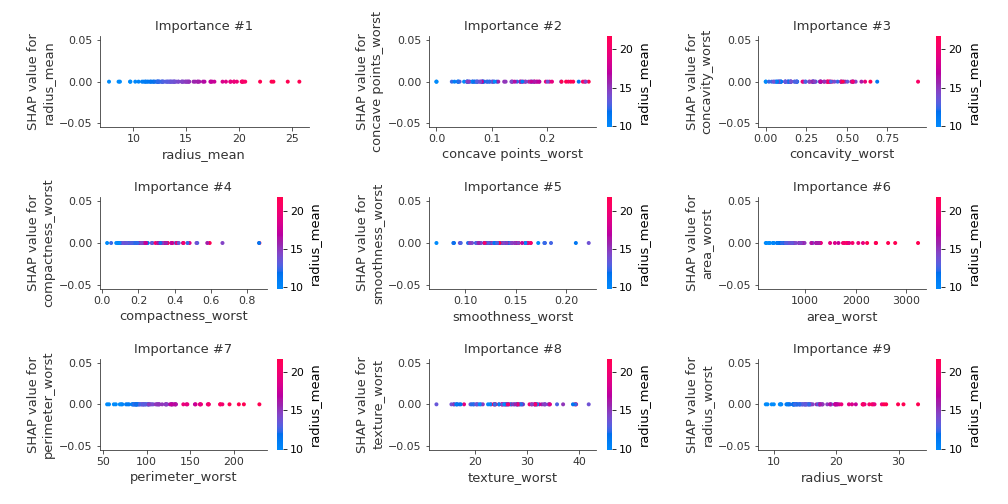 Importance #1
SHAP value for
radius_mean
0.05
0.00
−0.05
10
15
20
25
radius_mean
Importance #2
SHAP value for
concave points_worst
0.05
0.00
−0.05
0.0
0.1
0.2
concave points_worst
20
15
10
radius_mean
Importance #3
SHAP value for
concavity_worst
0.05
0.00
−0.05
0.00
0.25
0.50
0.75
concavity_worst
20
15
10
radius_mean
Importance #4
SHAP value for
compactness_worst
0.05
0.00
−0.05
0.0
0.2
0.4
0.6
0.8
compactness_worst
20
15
10
radius_mean
Importance #5
SHAP value for
smoothness_worst
0.05
0.00
−0.05
0.10
0.15
0.20
smoothness_worst
20
15
10
radius_mean
Importance #6
SHAP value for
area_worst
0.05
0.00
−0.05
1000
2000
3000
area_worst
20
15
10
radius_mean
Importance #7
SHAP value for
perimeter_worst
0.05
0.00
−0.05
50
100
150
200
perimeter_worst
20
15
10
radius_mean
Importance #8
SHAP value for
texture_worst
0.05
0.00
−0.05
20
30
40
texture_worst
20
15
10
radius_mean
Importance #9
SHAP value for
radius_worst
0.05
0.00
−0.05
10
20
30
radius_worst
20
15
10
radius_mean